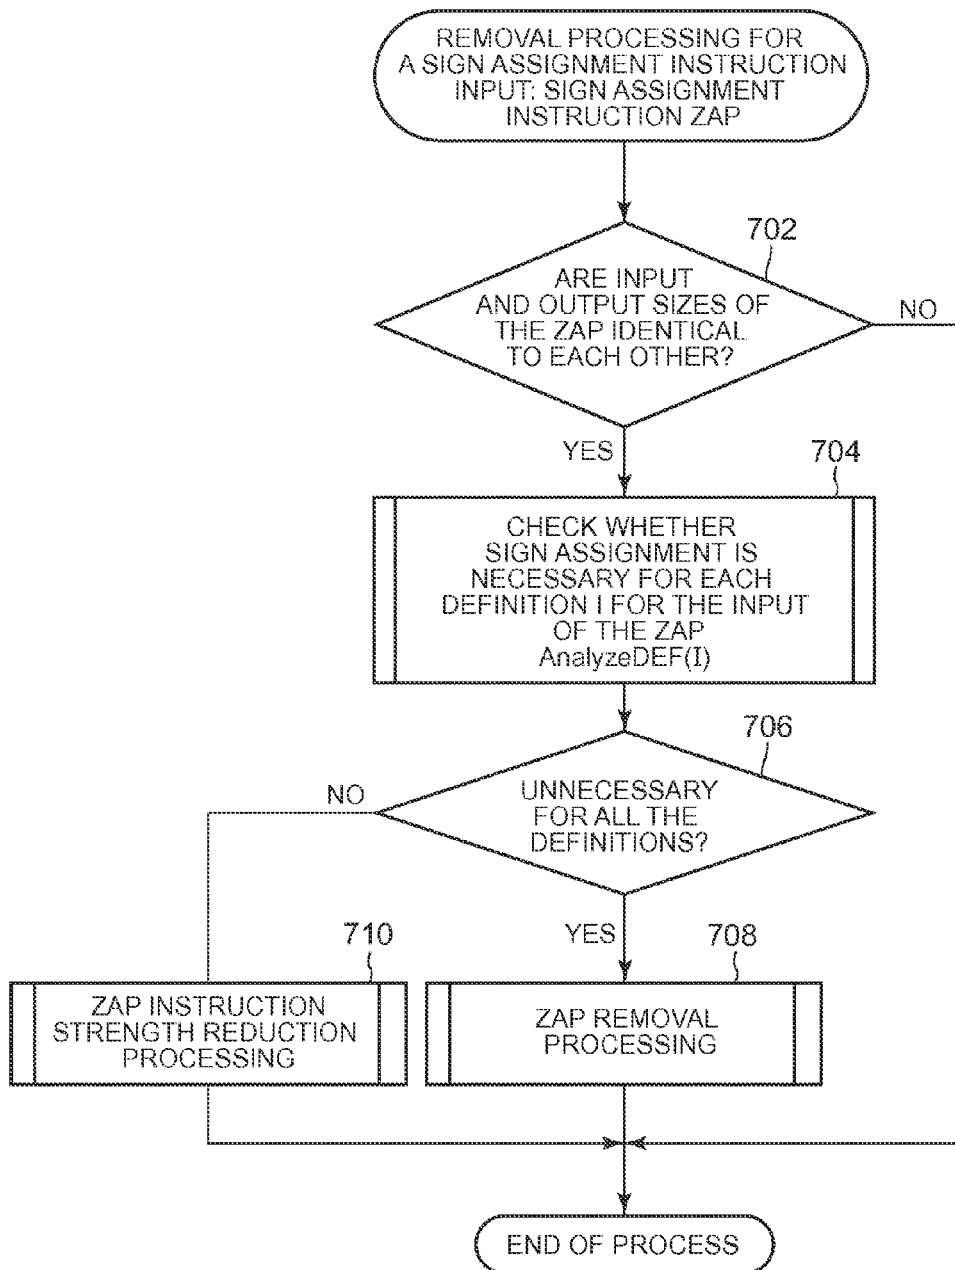 REMOVAL PROCESSING FOR
A SIGN ASSIGNMENT INSTRUCTION
INPUT: SIGN ASSIGNMENT
INSTRUCTION ZAP
702
ARE INPUT
AND OUTPUT SIZES OF
THE ZAP IDENTICAL
TO EACH OTHER?
NO
YES
704
CHECK WHETHER
SIGN ASSIGNMENT IS
NECESSARY FOR EACH
DEFINITION I FOR THE INPUT
OF THE ZAP
AnalyzeDEF(I)
706
UNNECESSARY
FOR ALL THE
DEFINITIONS?
NO
YES
710
708
ZAP INSTRUCTION
STRENGTH REDUCTION
PROCESSING
ZAP REMOVAL
PROCESSING
END OF PROCESS